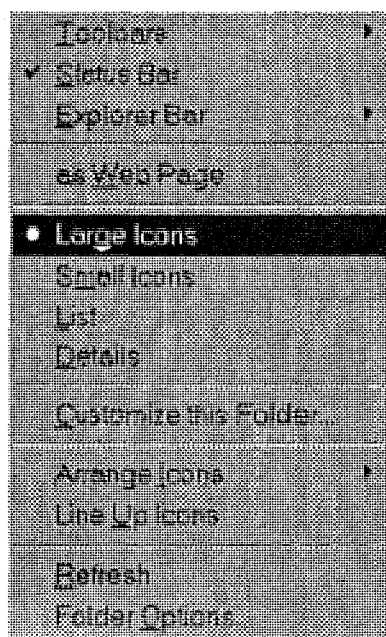 Toolbars
Status Bar
Explorer Bar
as Web Page
Large Icons
Small Icons
List
Details
Customize this Folder...
Arrange Icons
Line Up Icons
Refresh
Folder Options...